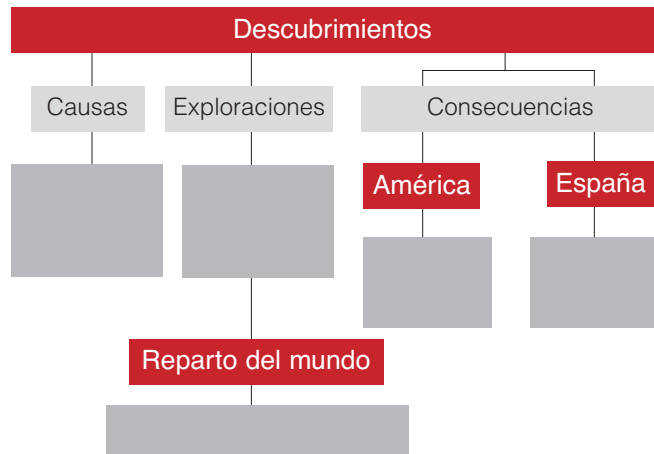 Descubrimientos
Causas
Exploraciones
Consecuencias
América
España
Reparto del mundo